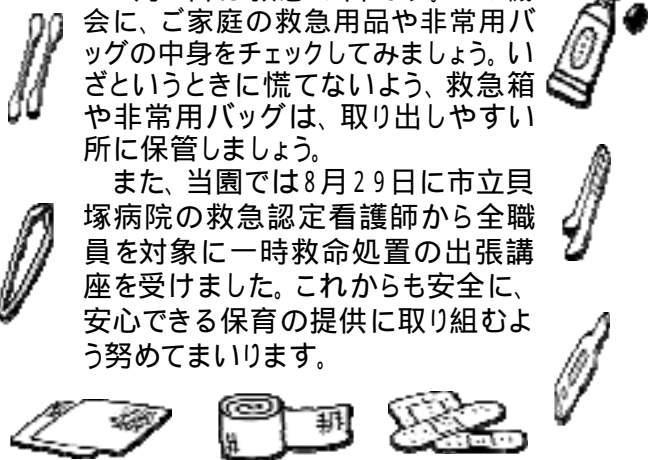 会に、ご家庭の救急用品や非常用バ
ッグの中身をチェックしてみましょう。い
ざというときに慌てないよう、救急箱
や非常用バッグは、取り出しやすい
所に保管しましょう。
また、当園では8月29日に市立貝
塚病院の救急認定看護師から全職
員を対象に一時救命処置の出張講
座を受けました。これからも安全に、
安心できる保育の提供に取り組むよ
う努めてまいります。